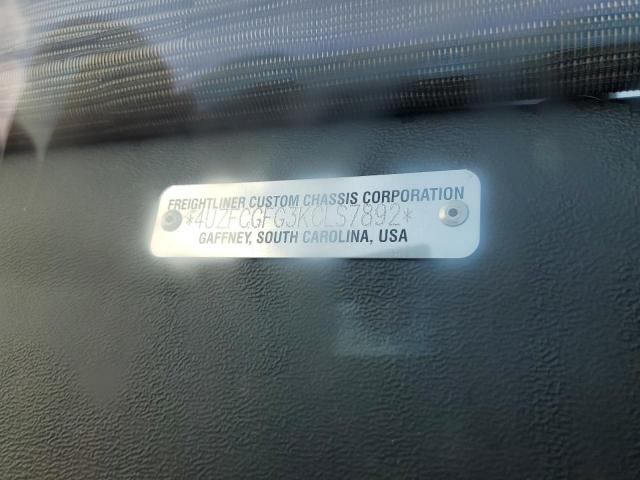 FREIGHTLINER CUSTOM CHASSIS CORPORATION
*4UZFCGFG3KCLS7892*
GAFFNEY, SOUTH CAROLINA, USA